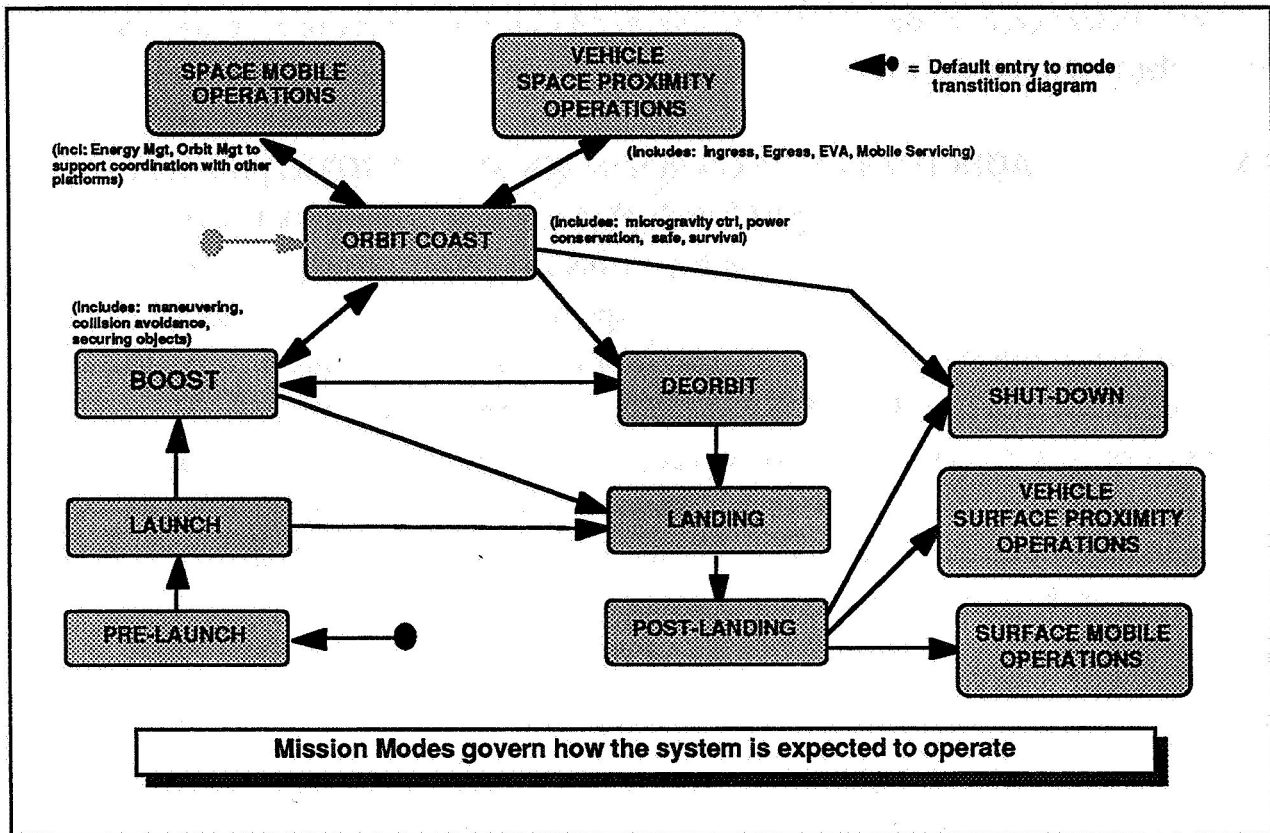 SPACE MOBILE
OPERATIONS
VEHICLE
SPACE PROXIMITY
OPERATIONS
= Default entry to mode
transtition diagram
(incl: Energy Mgt, Orbit Mgt to
support coordination with other
platforms)
(Includes: Ingress, Egress, EVA, Mobile Servicing)
ORBIT COAST
(Includes: microgravity ctrl, power
conservation, safe, survival)
(Includes: maneuvering,
collision avoidance,
securing objects)
BOOST
DEORBIT
SHUT-DOWN
LAUNCH
LANDING
VEHICLE
SURFACE PROXIMITY
OPERATIONS
PRE-LAUNCH
POST-LANDING
SURFACE MOBILE
OPERATIONS
Mission Modes govern how the system is expected to operate